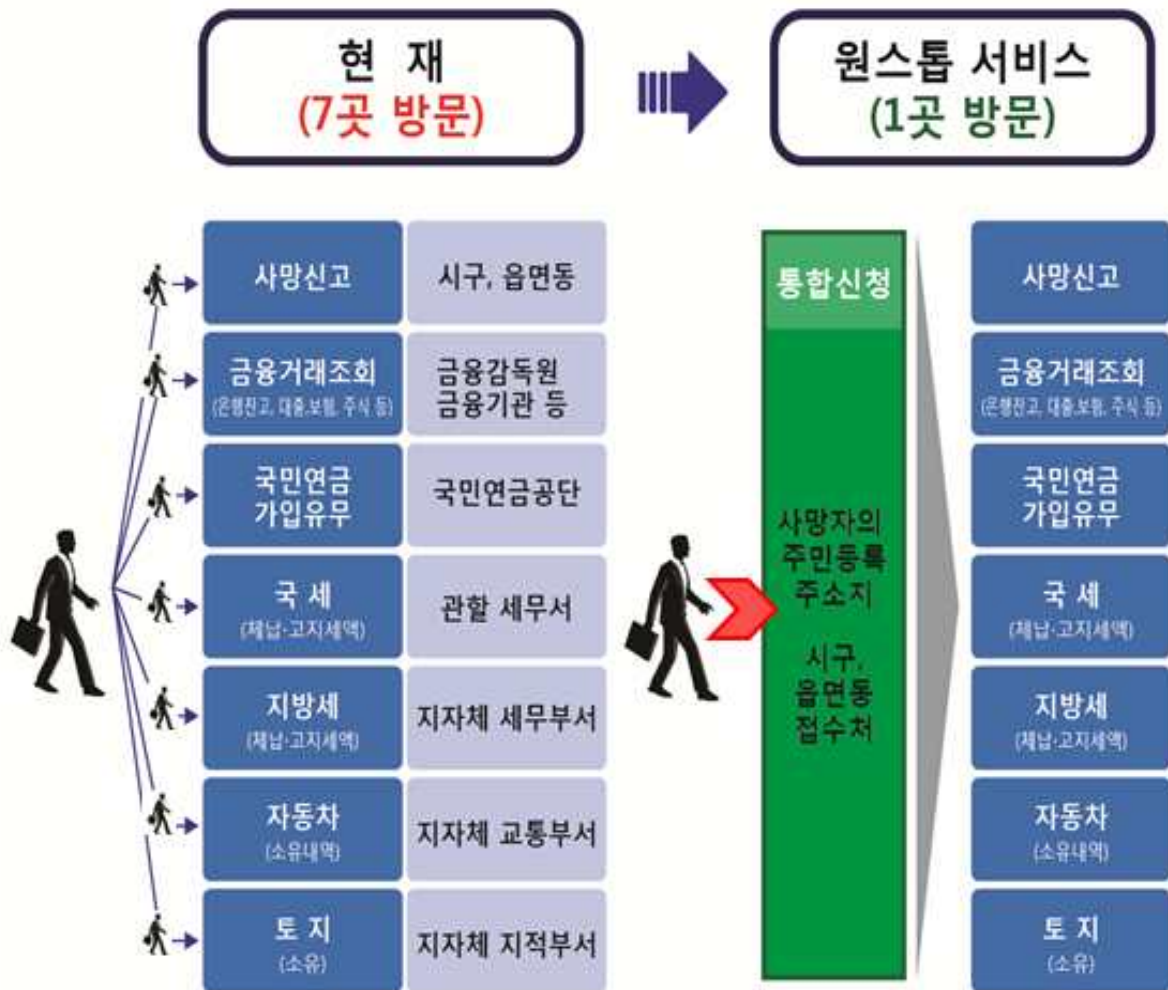 현 재
(7곳 방문)
원스톱 서비스
(1곳 방문)
사망신고
시구, 읍면동
금융거래조회
(은행잔고, 대출,보험, 주식 등)
금융감독원
금융기관 등
국민연금
가입유무
국민연금공단
국 세
(체납·고지세액)
관할 세무서
지방세
(체납·고지세액)
지자체 세무부서
자동차
(소유내역)
지자체 교통부서
토 지
(소유)
지자체 지적부서
통합신청
사망자의
주민등록
주소지
시구,
읍면동
접수처
사망신고
금융거래조회
(은행잔고, 대출,보험, 주식 등)
국민연금
가입유무
국 세
(체납·고지세액)
지방세
(체납·고지세액)
자동차
(소유내역)
토 지
(소유)